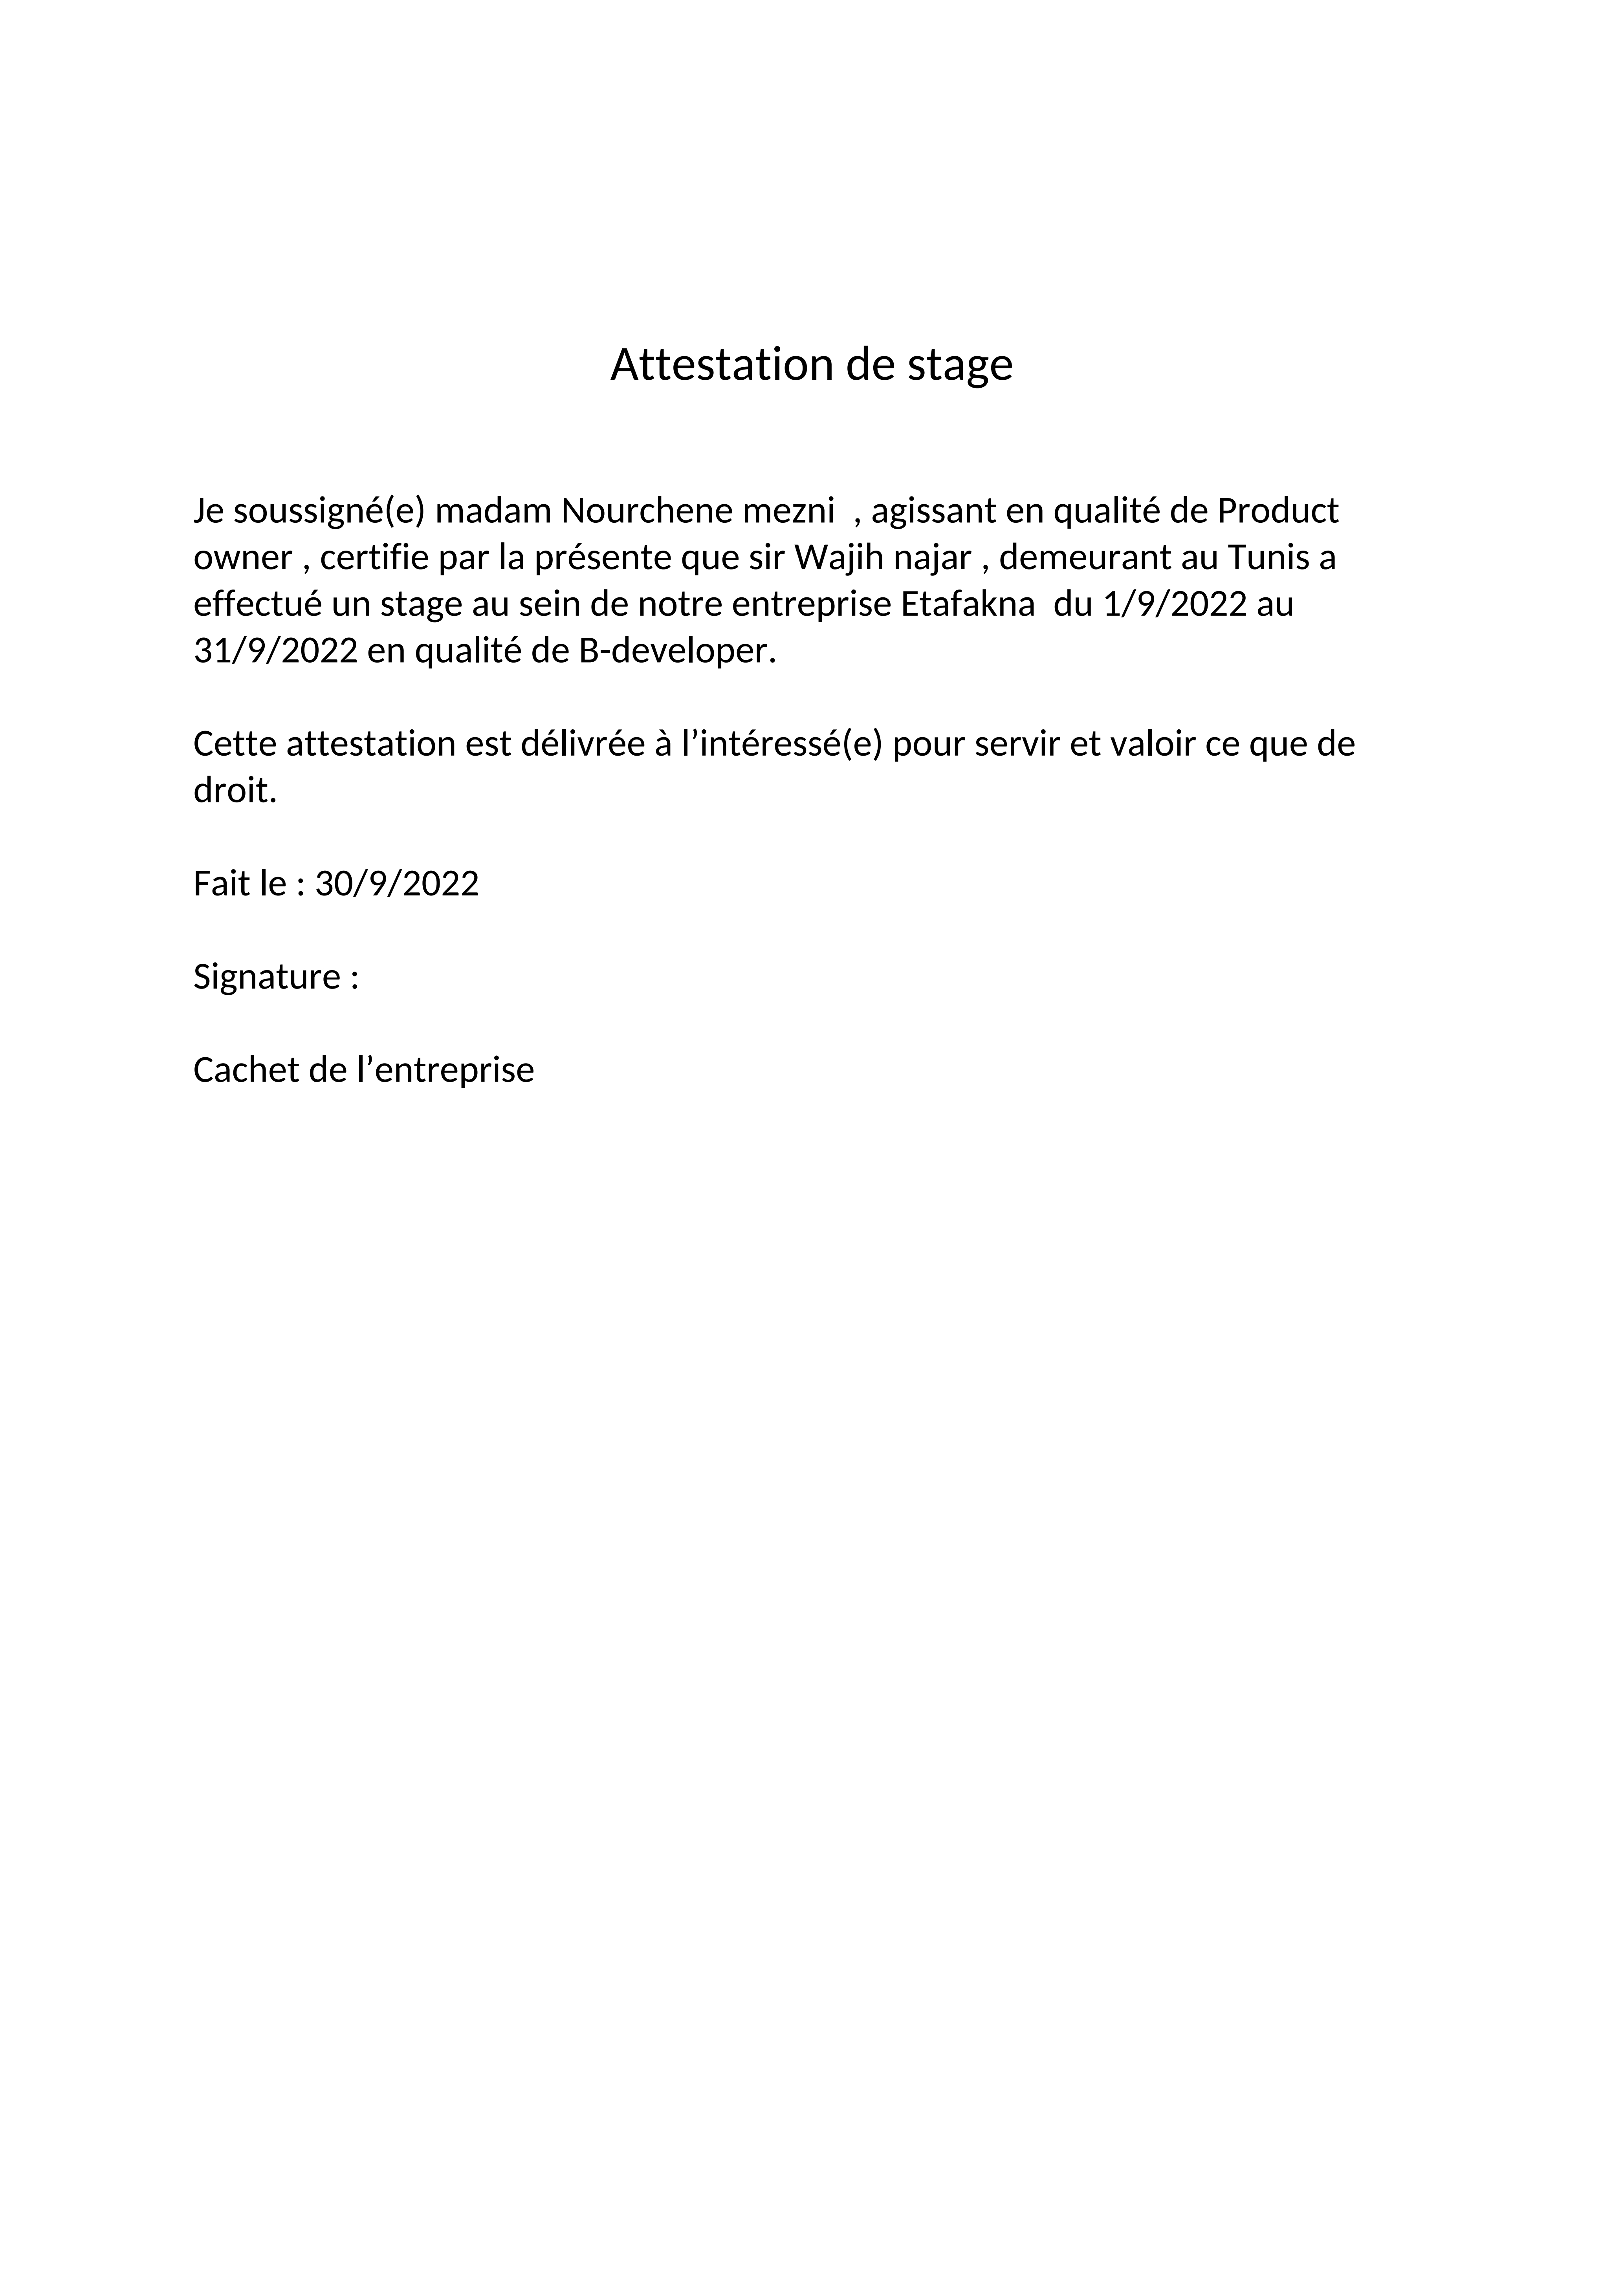 Attestation de stage
Je soussigné(e) madam Nourchene mezni  , agissant en qualité de Product
owner , certifie par la présente que sir Wajih najar , demeurant au Tunis a
effectué un stage au sein de notre entreprise Etafakna  du 1/9/2022 au
31/9/2022 en qualité de B-developer.
Cette attestation est délivrée à l’intéressé(e) pour servir et valoir ce que de
droit.
Fait le : 30/9/2022
Signature :
Cachet de l’entreprise